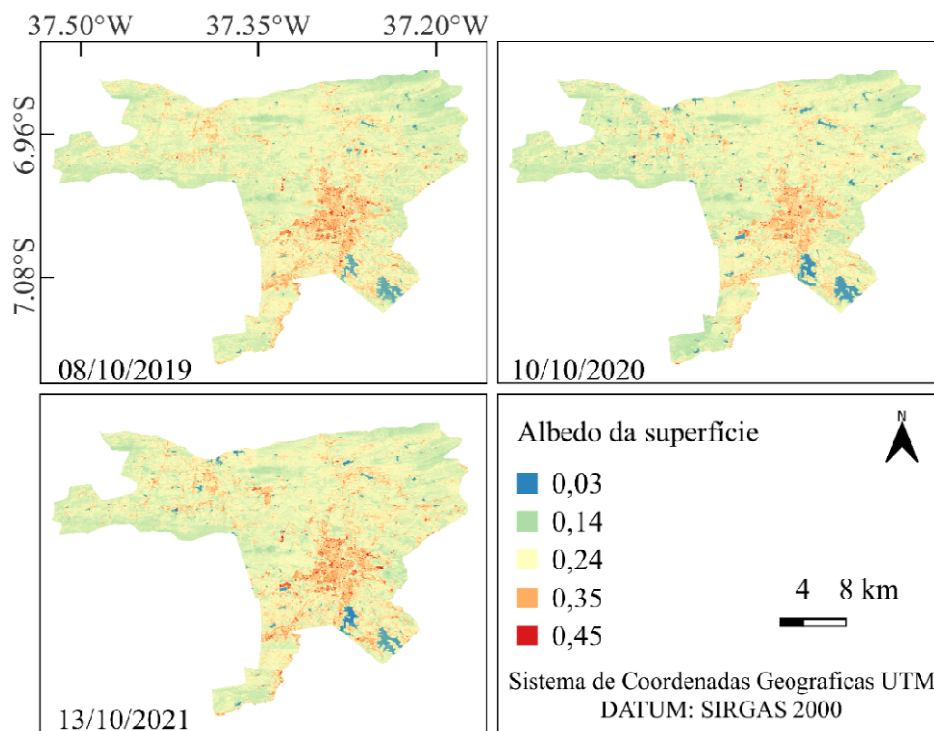 37.50°W 37.35°W 37.20°W
6.96°S
7.08°S
08/10/2019
10/10/2020
13/10/2021
Albedo da superfície
N
0,03
0,14
0,24
0,35
0,45
4 8 km
Sistema de Coordenadas Geograficas UTM
DATUM: SIRGAS 2000